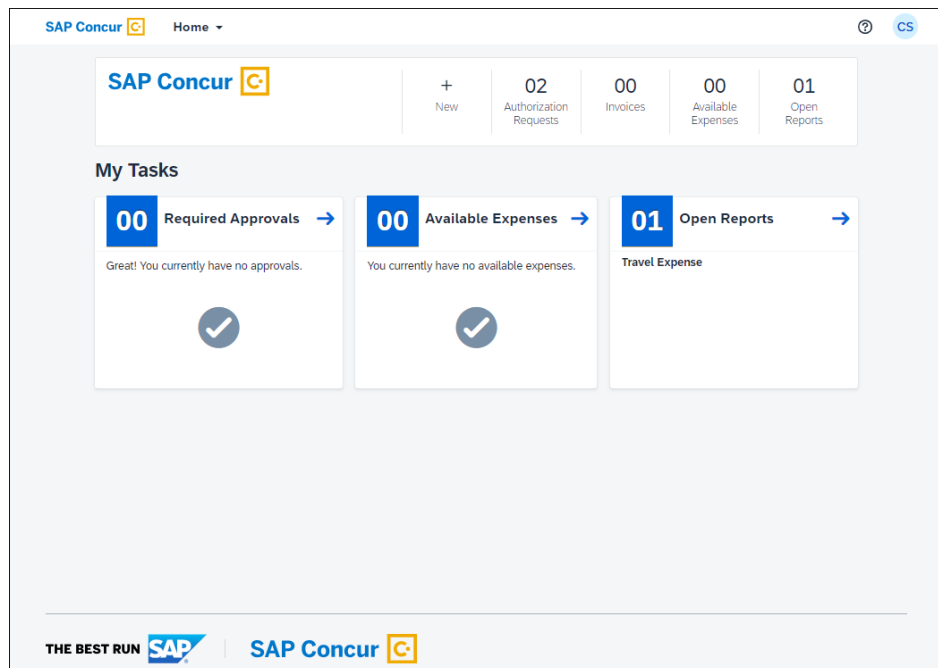 SAP Concur C Home
CS
SAP Concur C
+
New
02
Authorization
Requests
00
Invoices
00
Available
Expenses
01
Open
Reports
My Tasks
00 Required Approvals
Great! You currently have no approvals.
00 Available Expenses
You currently have no available expenses.
01 Open Reports
Travel Expense
THE BEST RUN SAP
SAP Concur C